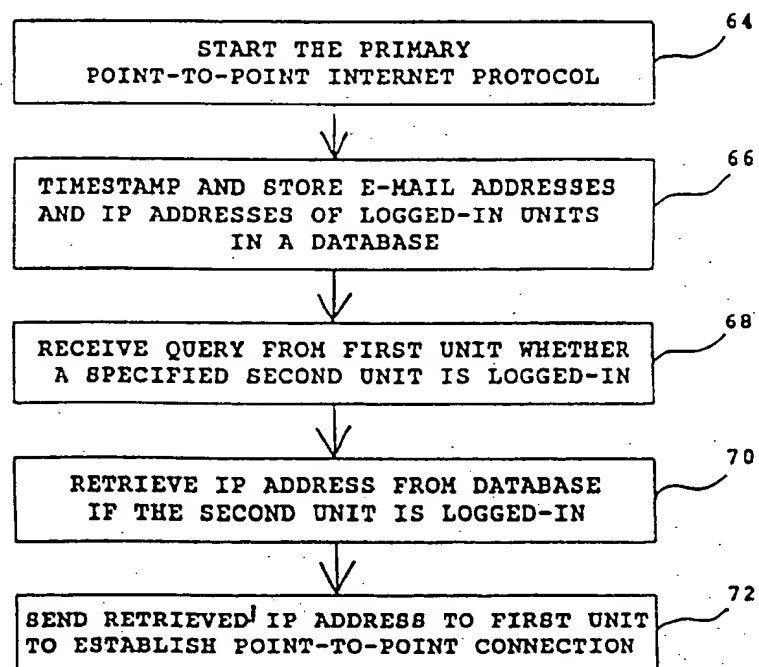 64
START THE PRIMARY
POINT-TO-POINT INTERNET PROTOCOL
66
TIMESTAMP AND STORE E-MAIL ADDRESSES
AND IP ADDRESSES OF LOGGED-IN UNITS
IN A DATABASE
68
RECEIVE QUERY FROM FIRST UNIT WHETHER
A SPECIFIED SECOND UNIT IS LOGGED-IN
70
RETRIEVE IP ADDRESS FROM DATABASE
IF THE SECOND UNIT IS LOGGED-IN
72
SEND RETRIEVED IP ADDRESS TO FIRST UNIT
TO ESTABLISH POINT-TO-POINT CONNECTION